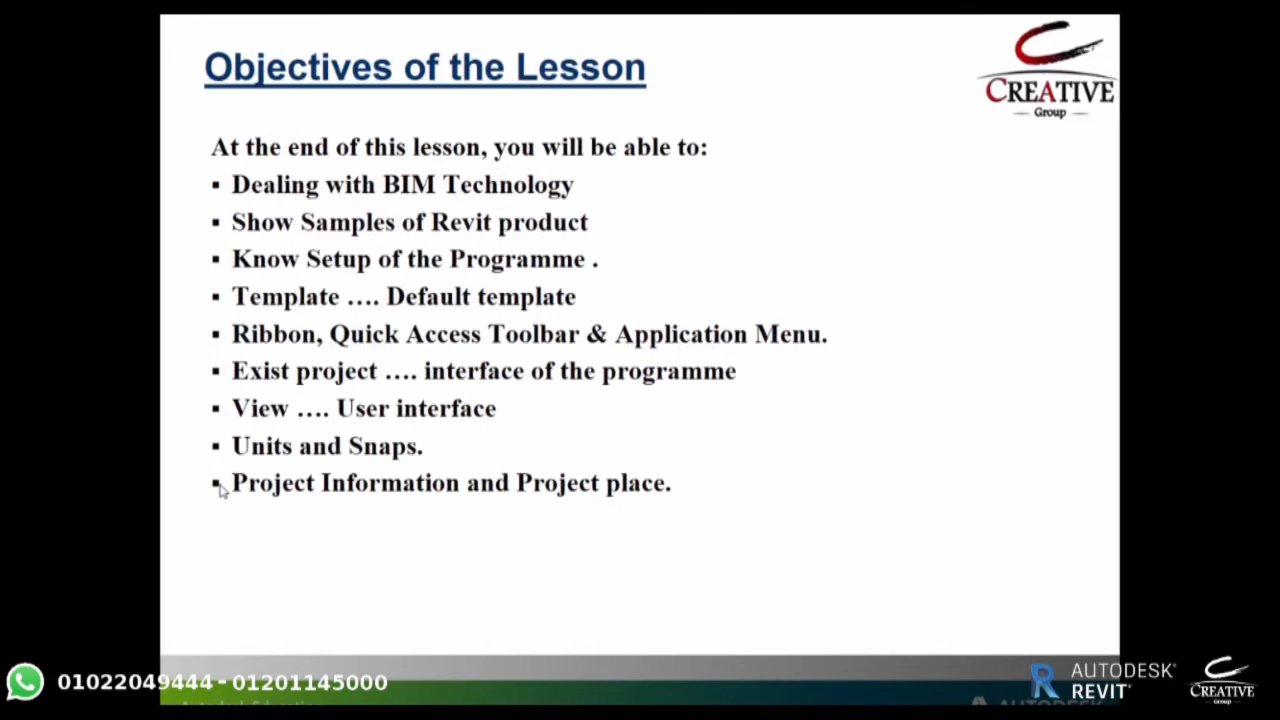 Objectives of the Lesson
CREATIVE
Group
At the end of this lesson, you will be able to:
▪ Dealing with BIM Technology
▪ Show Samples of Revit product
▪ Know Setup of the Programme .
▪ Template …. Default template
▪ Ribbon, Quick Access Toolbar & Application Menu.
▪ Exist project …. interface of the programme
▪ View …. User interface
▪ Units and Snaps.
▪ Project Information and Project place.
01022049444 - 01201145000
AUTODESK®
REVIT®
CREATIVE
Group